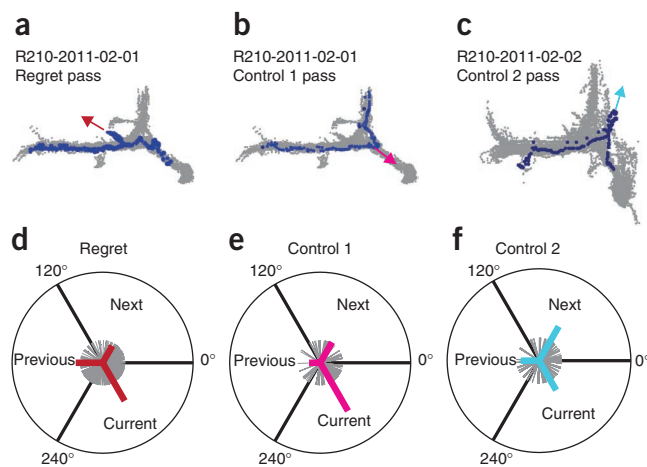 a
R210-2011-02-01
Regret pass
b
R210-2011-02-01
Control 1 pass
c
R210-2011-02-02
Control 2 pass
d
Regret
120°
Next
Previous
0°
Current
240°
e
Control 1
120°
Next
Previous
0°
Current
240°
f
Control 2
120°
Next
Previous
0°
Current
240°